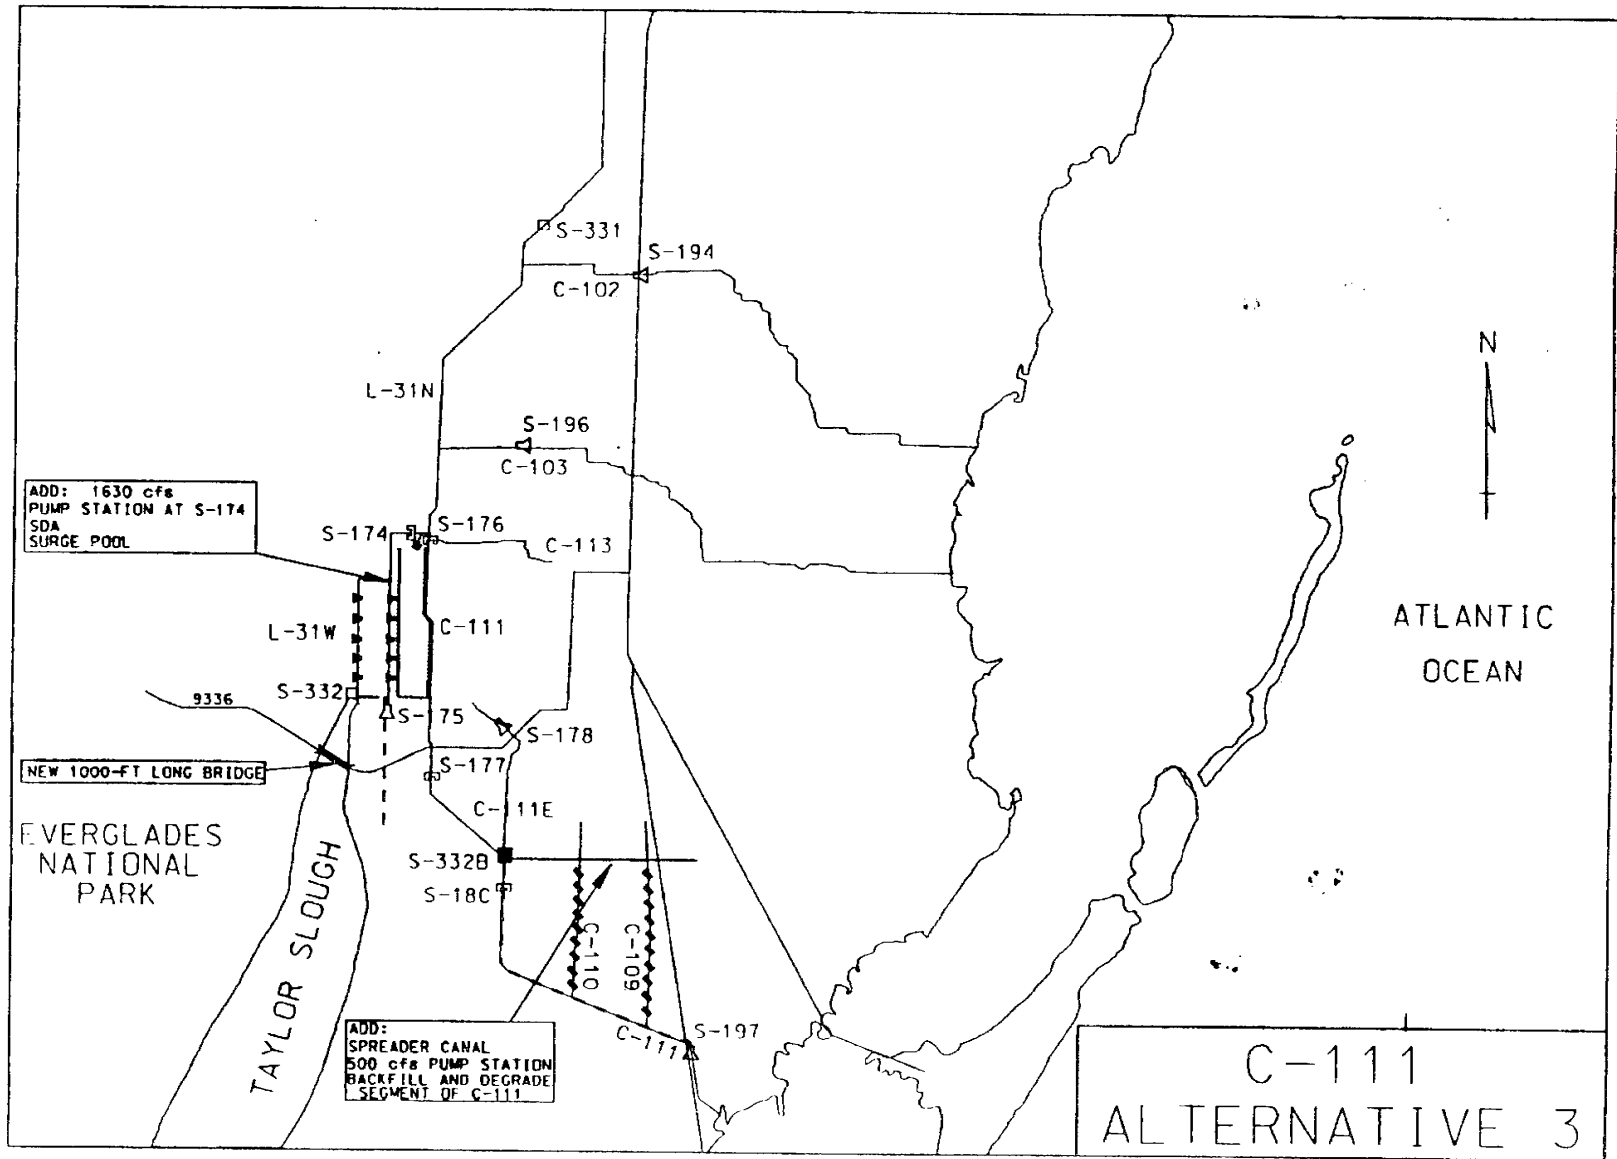 S-331
S-194
C-102
N
L-31N
S-196
C-103
ADD: 1630 cfs
PUMP STATION AT S-174
SDA
SURGE POOL
S-174
S-176
C-113
ATLANTIC
OCEAN
L-31W
C-111
S-332
9336
S-175
S-178
NEW 1000-FT LONG BRIDGE
S-177
C-111E
EVERGLADES
NATIONAL
PARK
S-332B
S-18C
TAYLOR SLOUGH
C-110
C-109
ADD:
SPREADER CANAL
500 cfs PUMP STATION
BACKFILL AND DEGRADE
SEGMENT OF C-111
C-111
S-197
C-111
ALTERNATIVE 3